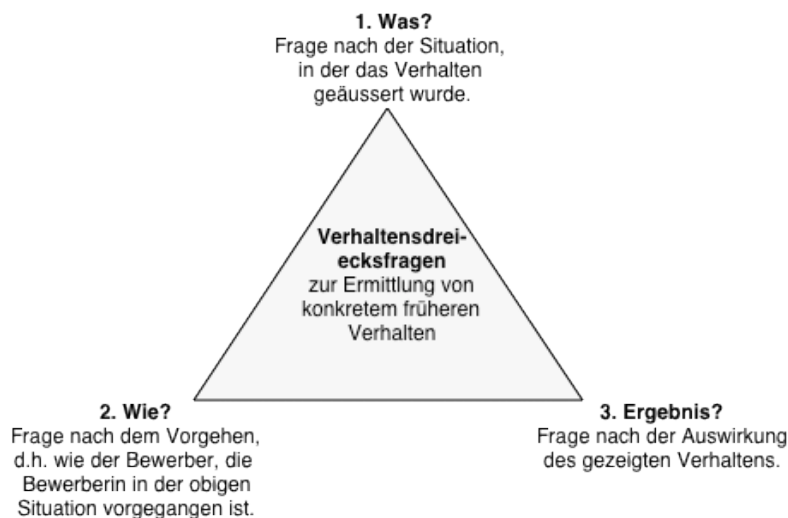 1. Was?
Frage nach der Situation,
in der das Verhalten
geäussert wurde.
Verhaltensdrei-
ecksfragen
zur Ermittlung von
konkretem früheren
Verhalten
2. Wie?
Frage nach dem Vorgehen,
d.h. wie der Bewerber, die
Bewerberin in der obigen
Situation vorgegangen ist.
3. Ergebnis?
Frage nach der Auswirkung
des gezeigten Verhaltens.